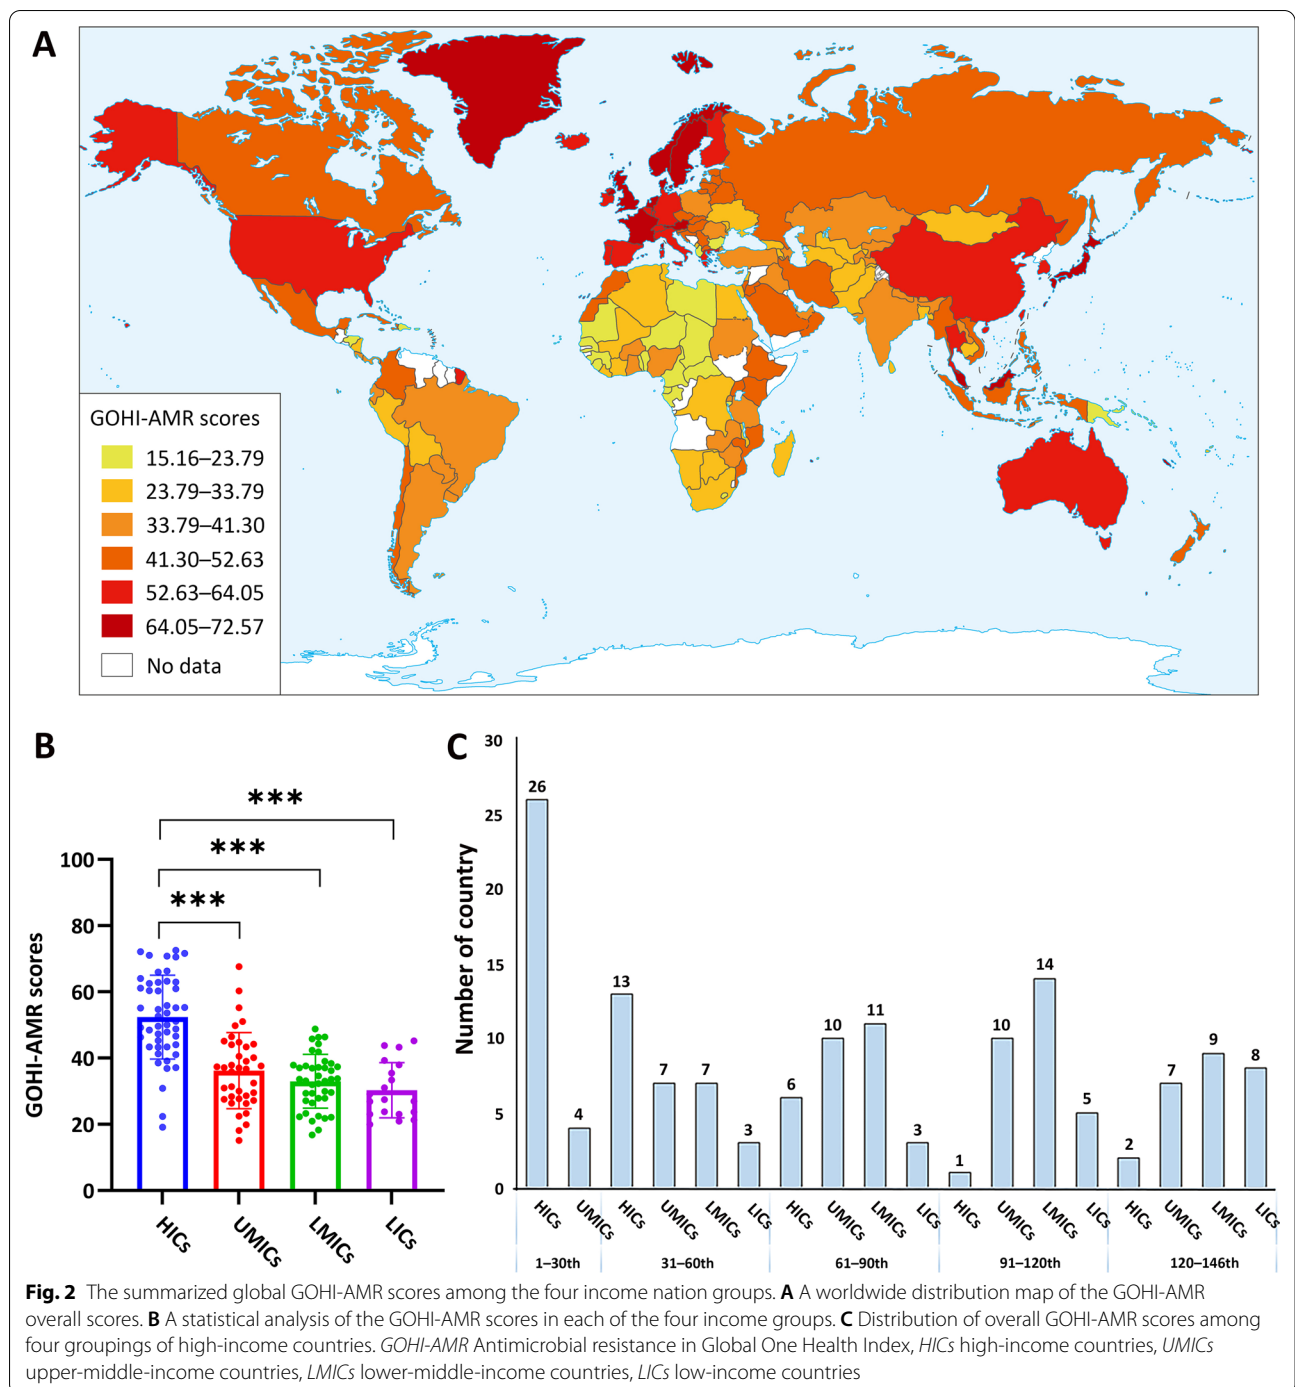 A
GOHI-AMR scores
15.16–23.79
23.79–33.79
33.79–41.30
41.30–52.63
52.63–64.05
64.05–72.57
No data
B
***
***
***
GOHI-AMR scores
100
80
60
40
20
0
HICs
UMICs
LMICs
LICs
C
Number of country
30
25
20
15
10
5
0
26
4
13
7
7
3
6
10
11
3
1
10
14
5
2
7
9
8
HICs
UMICs
HICs
UMICs
LMICs
LICs
HICs
UMICs
LMICs
LICs
HICs
UMICs
LMICs
LICs
HICs
UMICs
LMICs
LICs
1–30th
31–60th
61–90th
91–120th
120–146th
Fig. 2 The summarized global GOHI-AMR scores among the four income nation groups. A A worldwide distribution map of the GOHI-AMR
overall scores. B A statistical analysis of the GOHI-AMR scores in each of the four income groups. C Distribution of overall GOHI-AMR scores among
four groupings of high-income countries. GOHI-AMR Antimicrobial resistance in Global One Health Index, HICs high-income countries, UMICs
upper-middle-income countries, LMICs lower-middle-income countries, LICs low-income countries